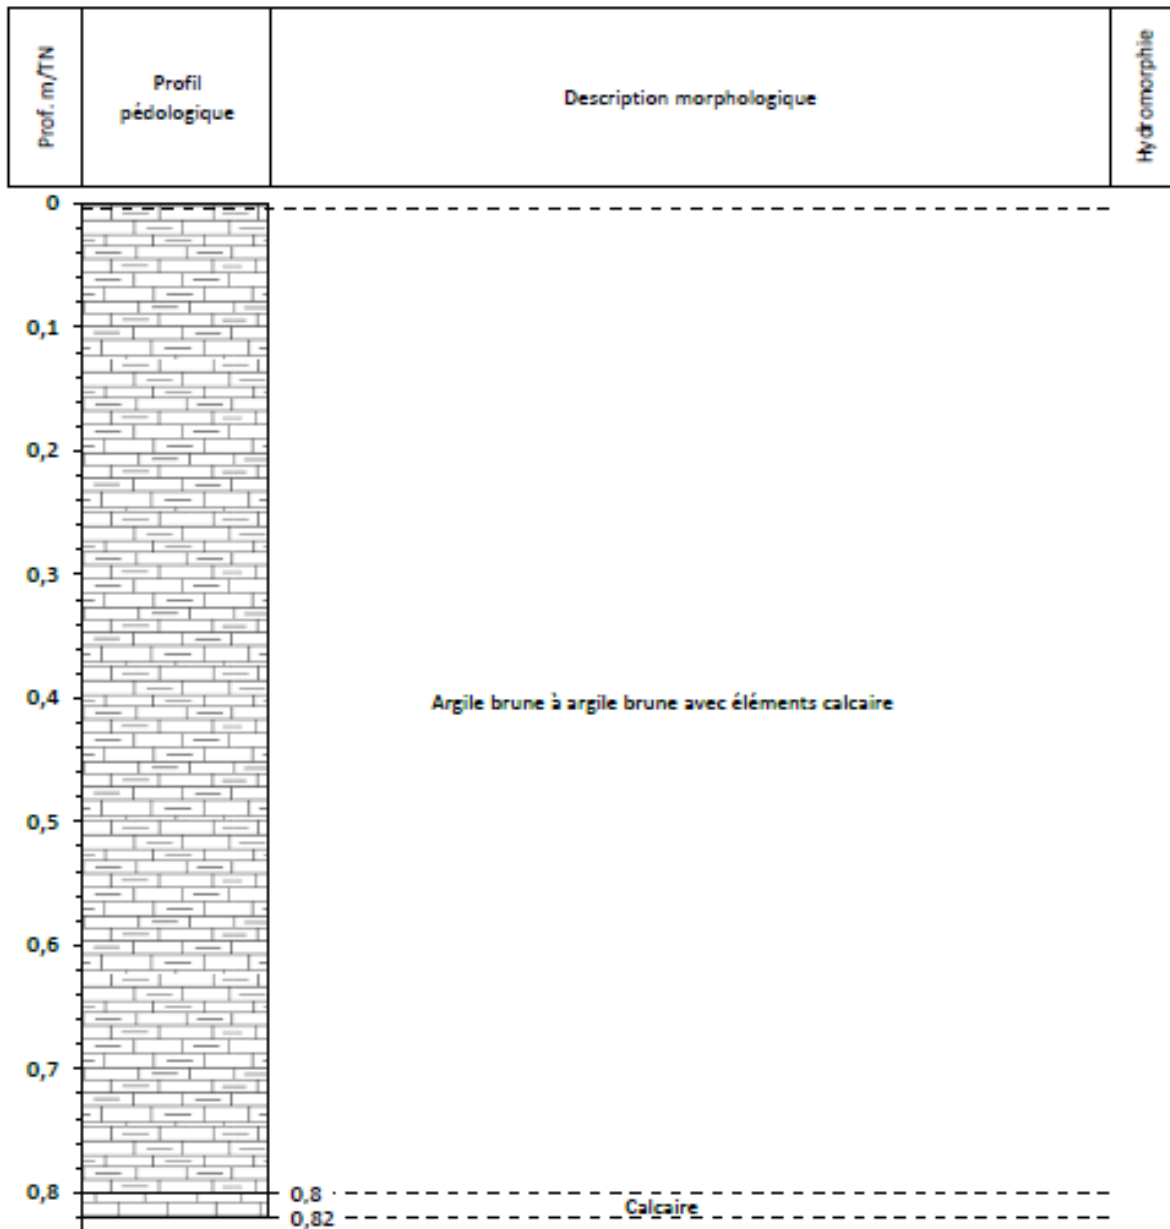 Prof. m/TN
Profil
pédologique
Description morphologique
Hydromorphie
0
0,1
0,2
0,3
0,4
Argile brune à argile brune avec éléments calcaire
0,5
0,6
0,7
0,8
0,8
Calcaire
0,82